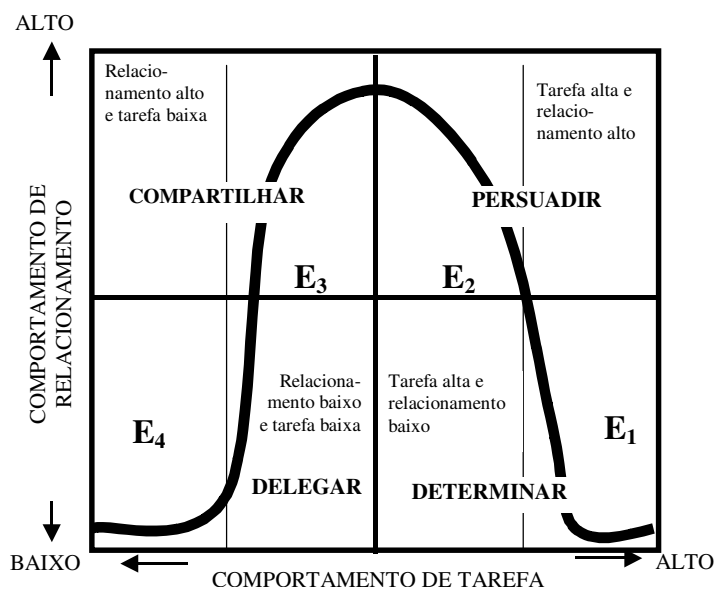 ALTO
Relacio-
namento alto
e tarefa baixa
Tarefa alta e
relacio-
namento alto
COMPARTILHAR
PERSUADIR
E3
E2
COMPORTAMENTO DE
RELACIONAMENTO
Relaciona-
mento baixo
e tarefa baixa
Tarefa alta e
relacionamento
baixo
E4
E1
DELEGAR
DETERMINAR
BAIXO
ALTO
COMPORTAMENTO DE TAREFA